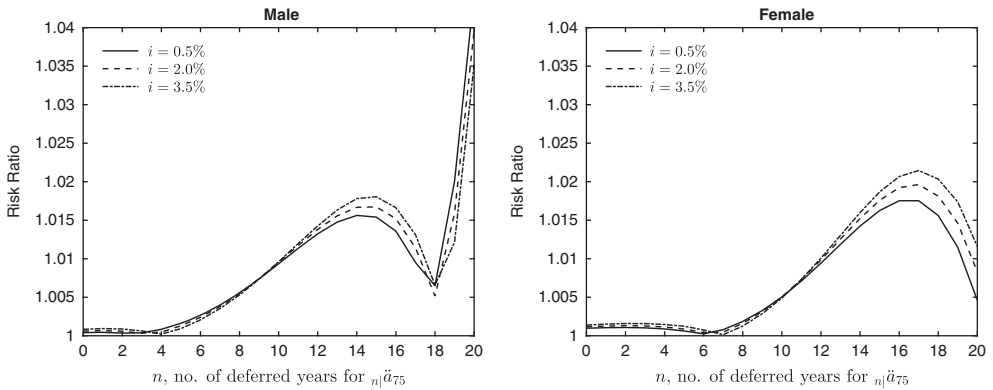 Male
1.04
1.035
1.03
1.025
1.02
1.015
1.01
1.005
1
Risk Ratio
i = 0.5%
i = 2.0%
i = 3.5%
0 2 4 6 8 10 12 14 16 18 20
n, no. of deferred years for n|ä75
Female
1.04
1.035
1.03
1.025
1.02
1.015
1.01
1.005
1
Risk Ratio
i = 0.5%
i = 2.0%
i = 3.5%
0 2 4 6 8 10 12 14 16 18 20
n, no. of deferred years for n|ä75